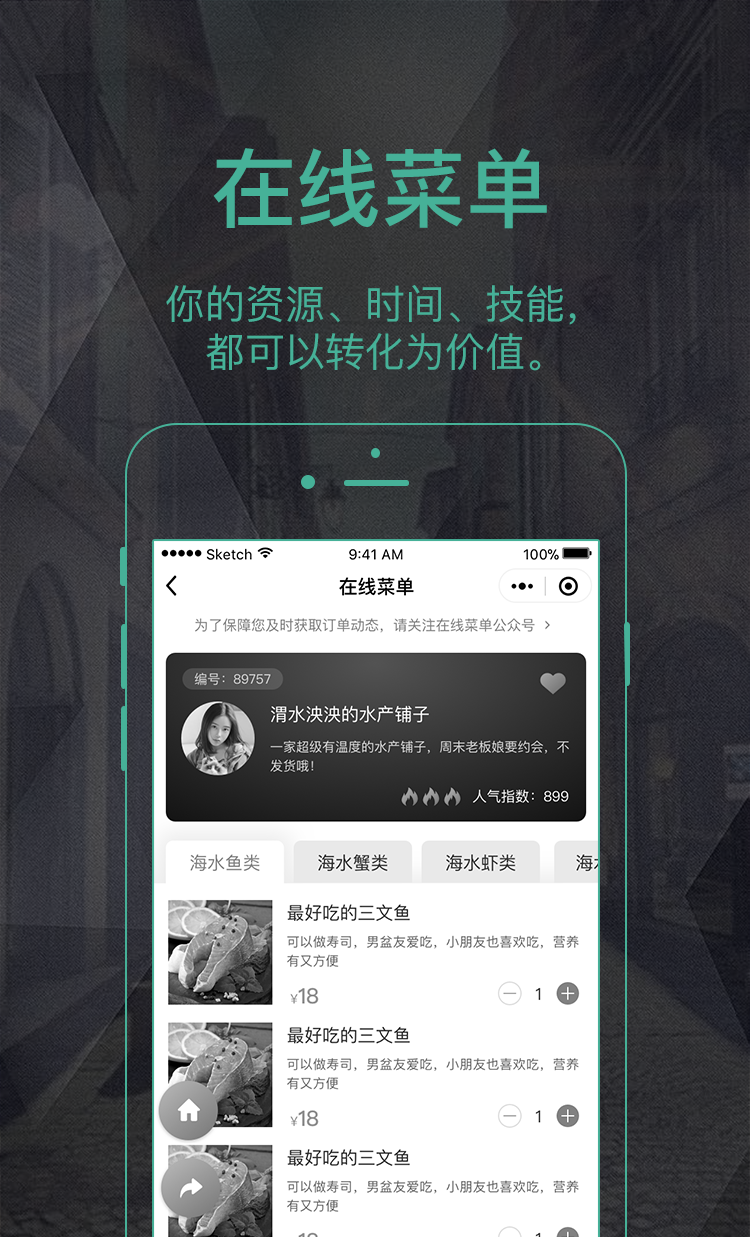 在线菜单
你的资源、时间、技能，
都可以转化为价值。
Sketch 9:41 AM 100%
在线菜单
为了保障您及时获取订单动态，请关注在线菜单公众号
编号：89757
渭水泱泱的水产铺子
一家超级有温度的水产铺子，周末老板娘要约会，不
发货哦！
人气指数：899
海水鱼类 海水蟹类 海水虾类 海
最好吃的三文鱼
可以做寿司，男盆友爱吃，小朋友也喜欢吃，营养
有又方便
¥18 1
最好吃的三文鱼
可以做寿司，男盆友爱吃，小朋友也喜欢吃，营养
有又方便
¥18 1
最好吃的三文鱼
可以做寿司，男盆友爱吃，小朋友也喜欢吃，营养
有又方便